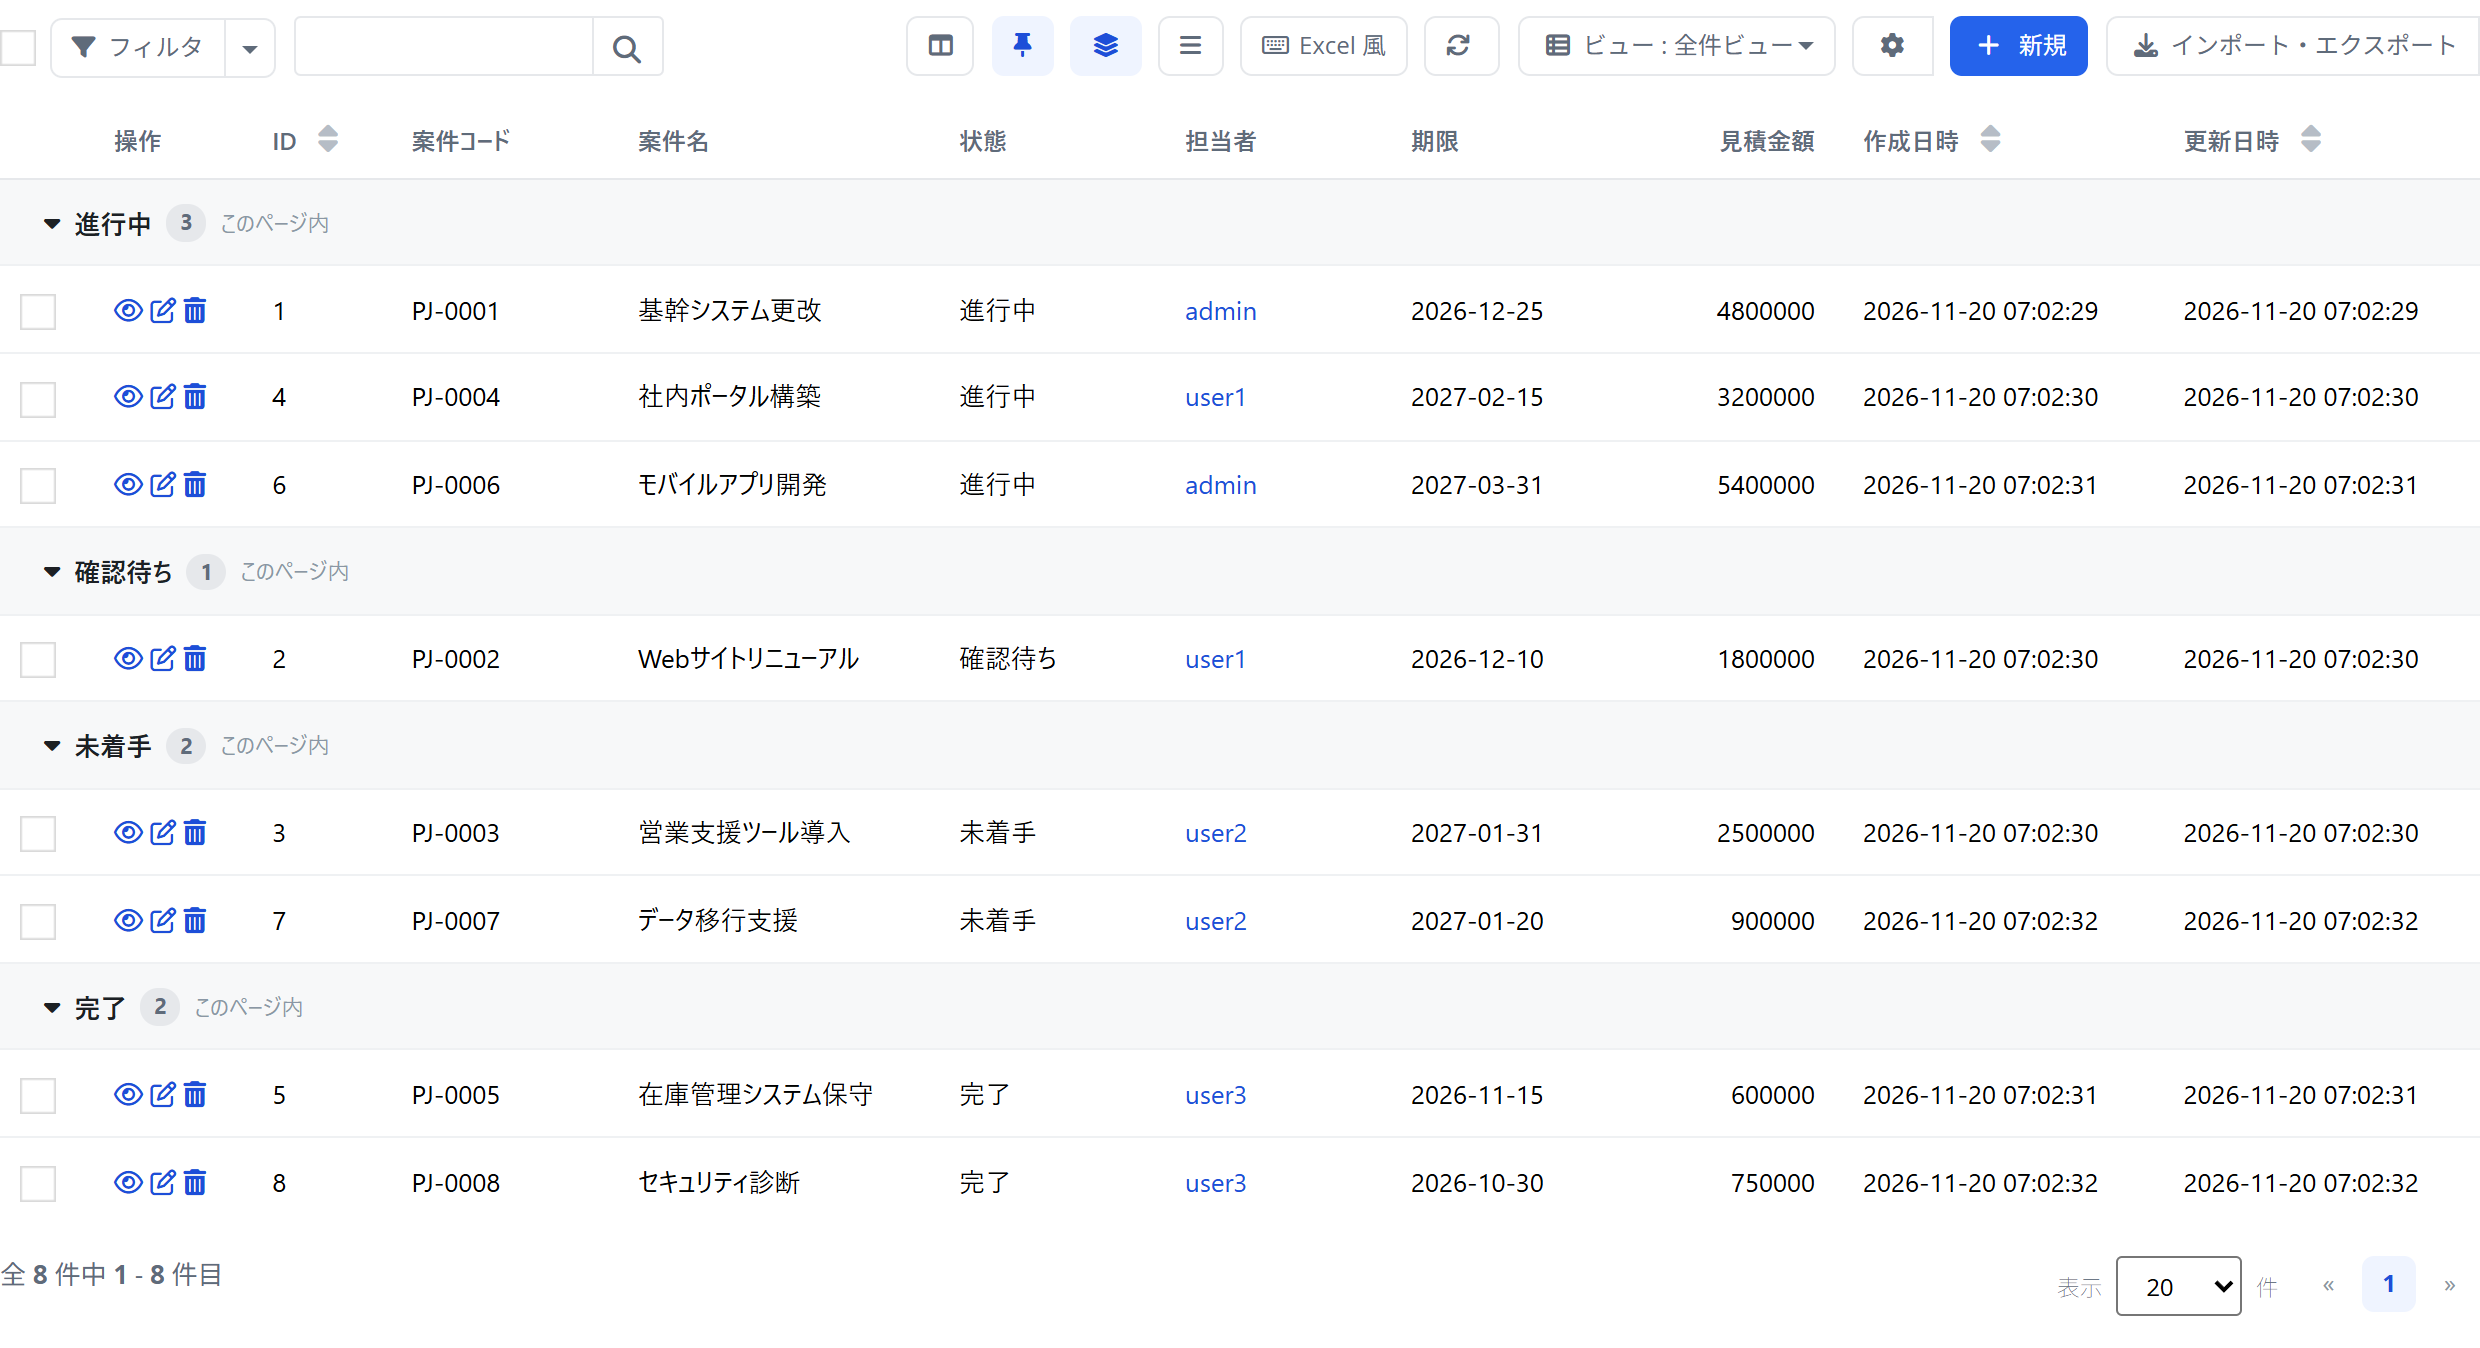 フィルタ Excel 風 ビュー : 全件ビュー 新規 インポート・エクスポート
操作 ID 案件コード 案件名 状態 担当者 期限 見積金額 作成日時 更新日時
進行中 3 このページ内
1 PJ-0001 基幹システム更改 進行中 admin 2026-12-25 4800000 2026-11-20 07:02:29 2026-11-20 07:02:29
4 PJ-0004 社内ポータル構築 進行中 user1 2027-02-15 3200000 2026-11-20 07:02:30 2026-11-20 07:02:30
6 PJ-0006 モバイルアプリ開発 進行中 admin 2027-03-31 5400000 2026-11-20 07:02:31 2026-11-20 07:02:31
確認待ち 1 このページ内
2 PJ-0002 Webサイトリニューアル 確認待ち user1 2026-12-10 1800000 2026-11-20 07:02:30 2026-11-20 07:02:30
未着手 2 このページ内
3 PJ-0003 営業支援ツール導入 未着手 user2 2027-01-31 2500000 2026-11-20 07:02:30 2026-11-20 07:02:30
7 PJ-0007 データ移行支援 未着手 user2 2027-01-20 900000 2026-11-20 07:02:32 2026-11-20 07:02:32
完了 2 このページ内
5 PJ-0005 在庫管理システム保守 完了 user3 2026-11-15 600000 2026-11-20 07:02:31 2026-11-20 07:02:31
8 PJ-0008 セキュリティ診断 完了 user3 2026-10-30 750000 2026-11-20 07:02:32 2026-11-20 07:02:32
全 8 件中 1 - 8 件目
表示 20 件 « 1 »